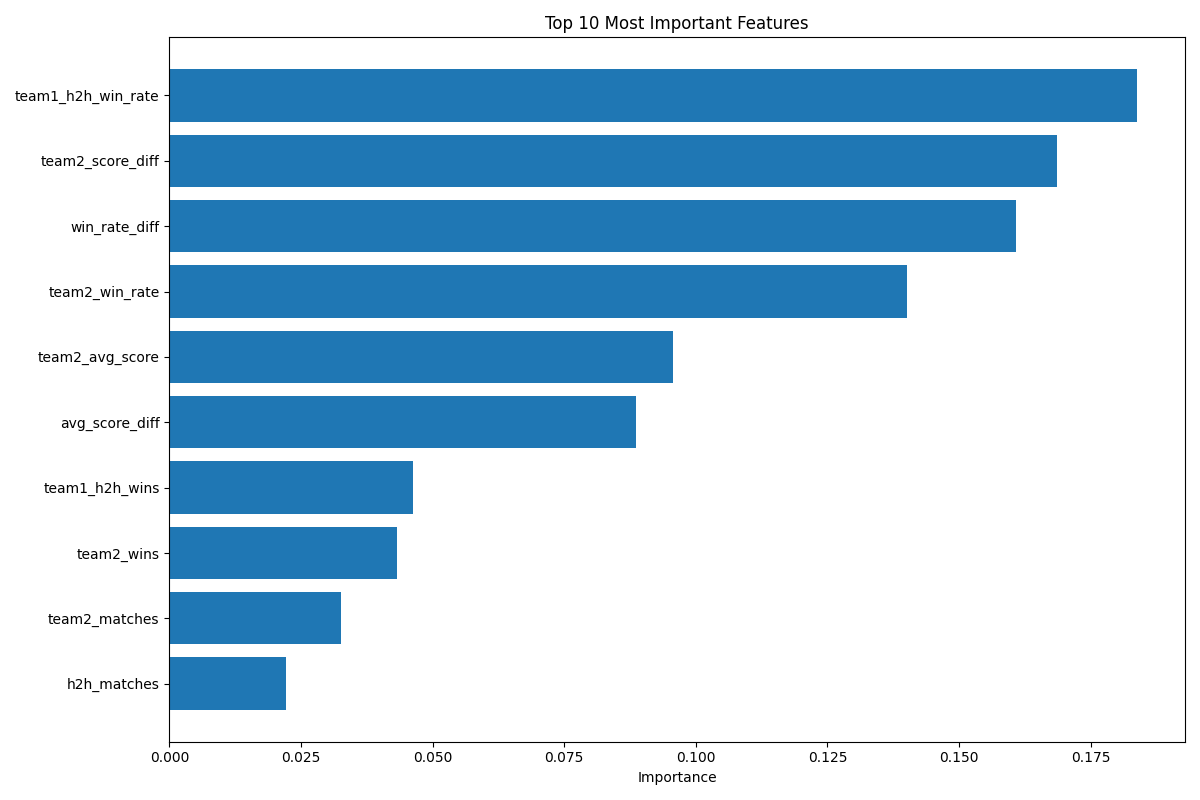 Top 10 Most Important Features
team1_h2h_win_rate
team2_score_diff
win_rate_diff
team2_win_rate
team2_avg_score
avg_score_diff
team1_h2h_wins
team2_wins
team2_matches
h2h_matches
0.000 0.025 0.050 0.075 0.100 0.125 0.150 0.175
Importance